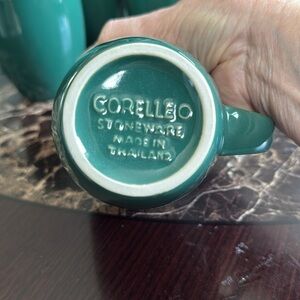 CORELLE®
STONEWARE
MADE IN
THAILAND